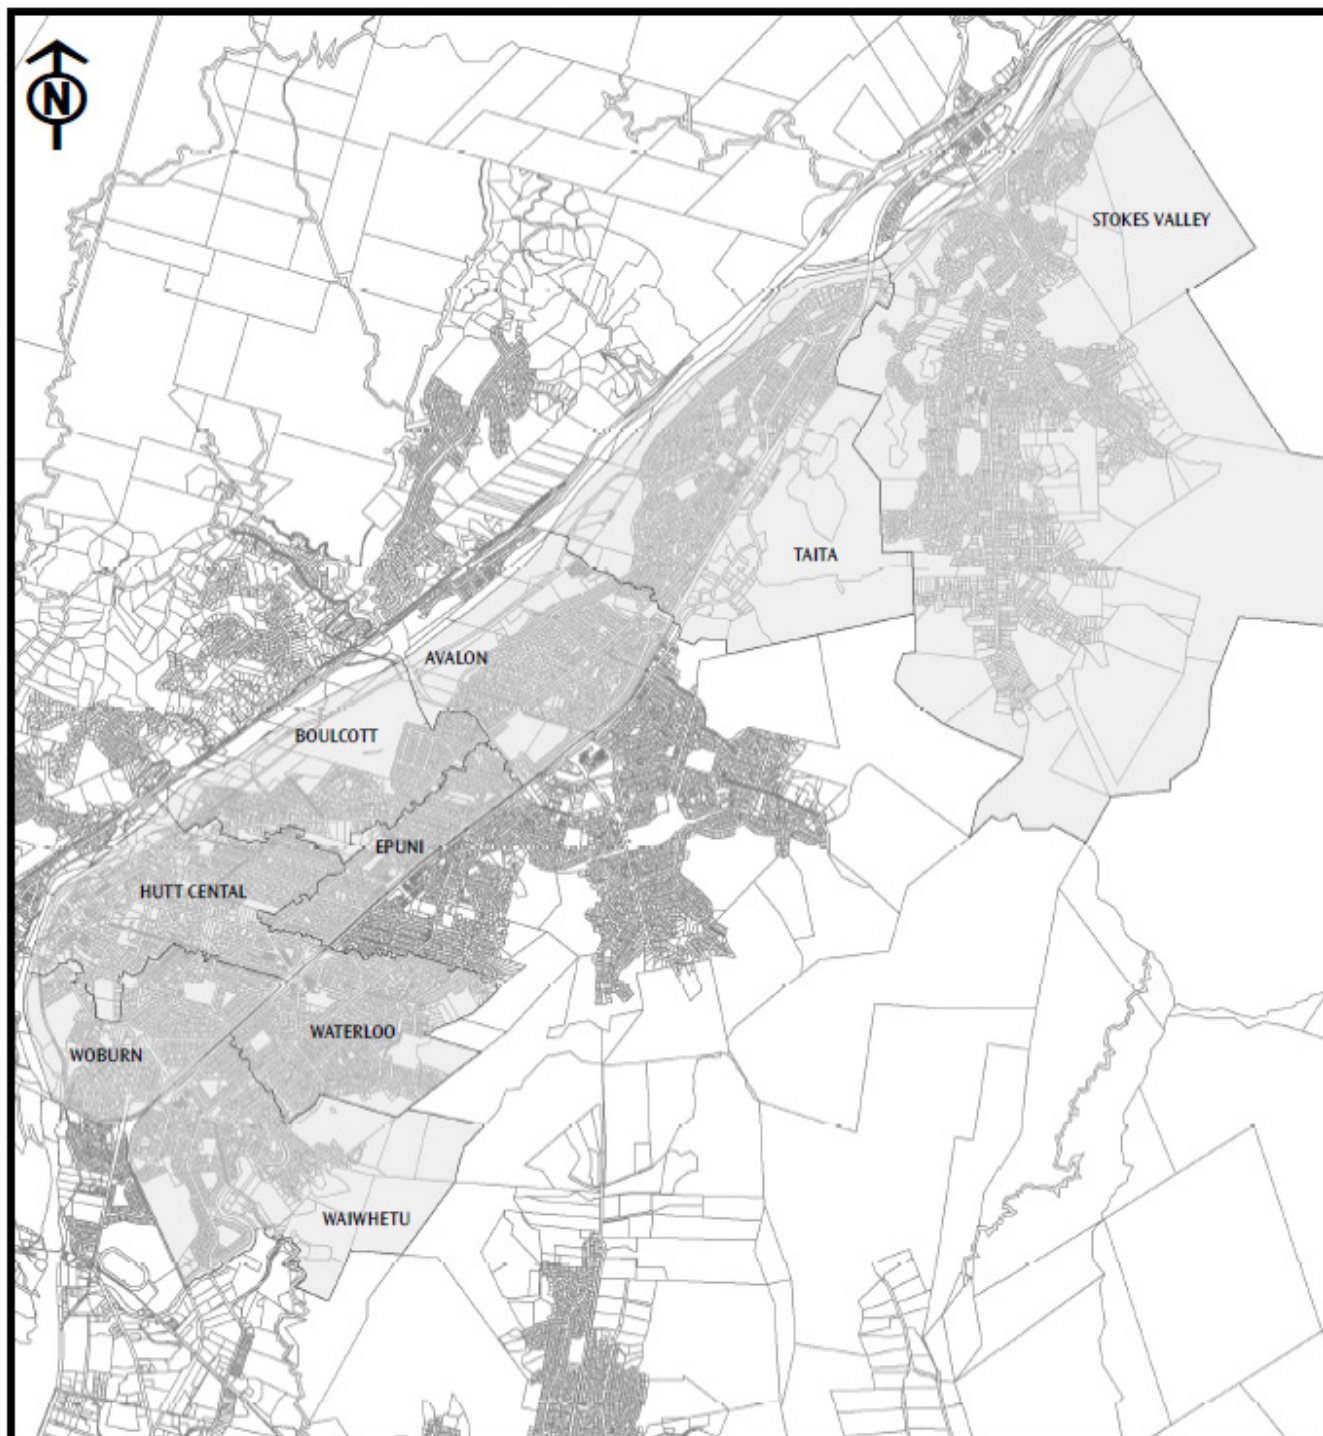 N
STOKES VALLEY
TAITA
AVALON
BOULCOTT
EPUNI
HUTT CENTAL
WATERLOO
WOBURN
WAIWHETU